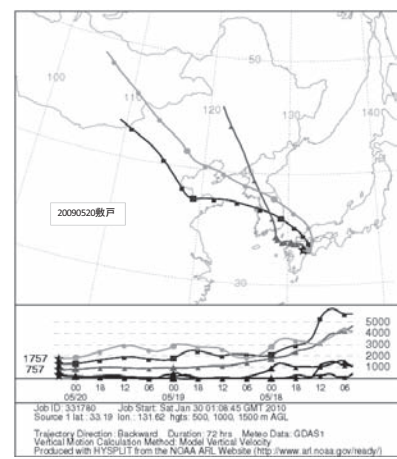 50
100
110
120
130
140
20090520敷戸
30
5000
4000
3000
2000
1000
1757
757
00 18 12 06 00 18 12 06 00 18 12 06
05/20 05/19 05/18
Job ID: 331780 Job Start: Sat Jan 30 01:08:45 GMT 2010
Source 1 lat.: 33.19 lon.: 131.62 hgts: 500, 1000, 1500 m AGL
Trajectory Direction: Backward Duration: 72 hrs Meteo Data: GDAS1
Vertical Motion Calculation Method: Model Vertical Velocity
Produced with HYSPLIT from the NOAA ARL Website (http://www.arl.noaa.gov/ready/)